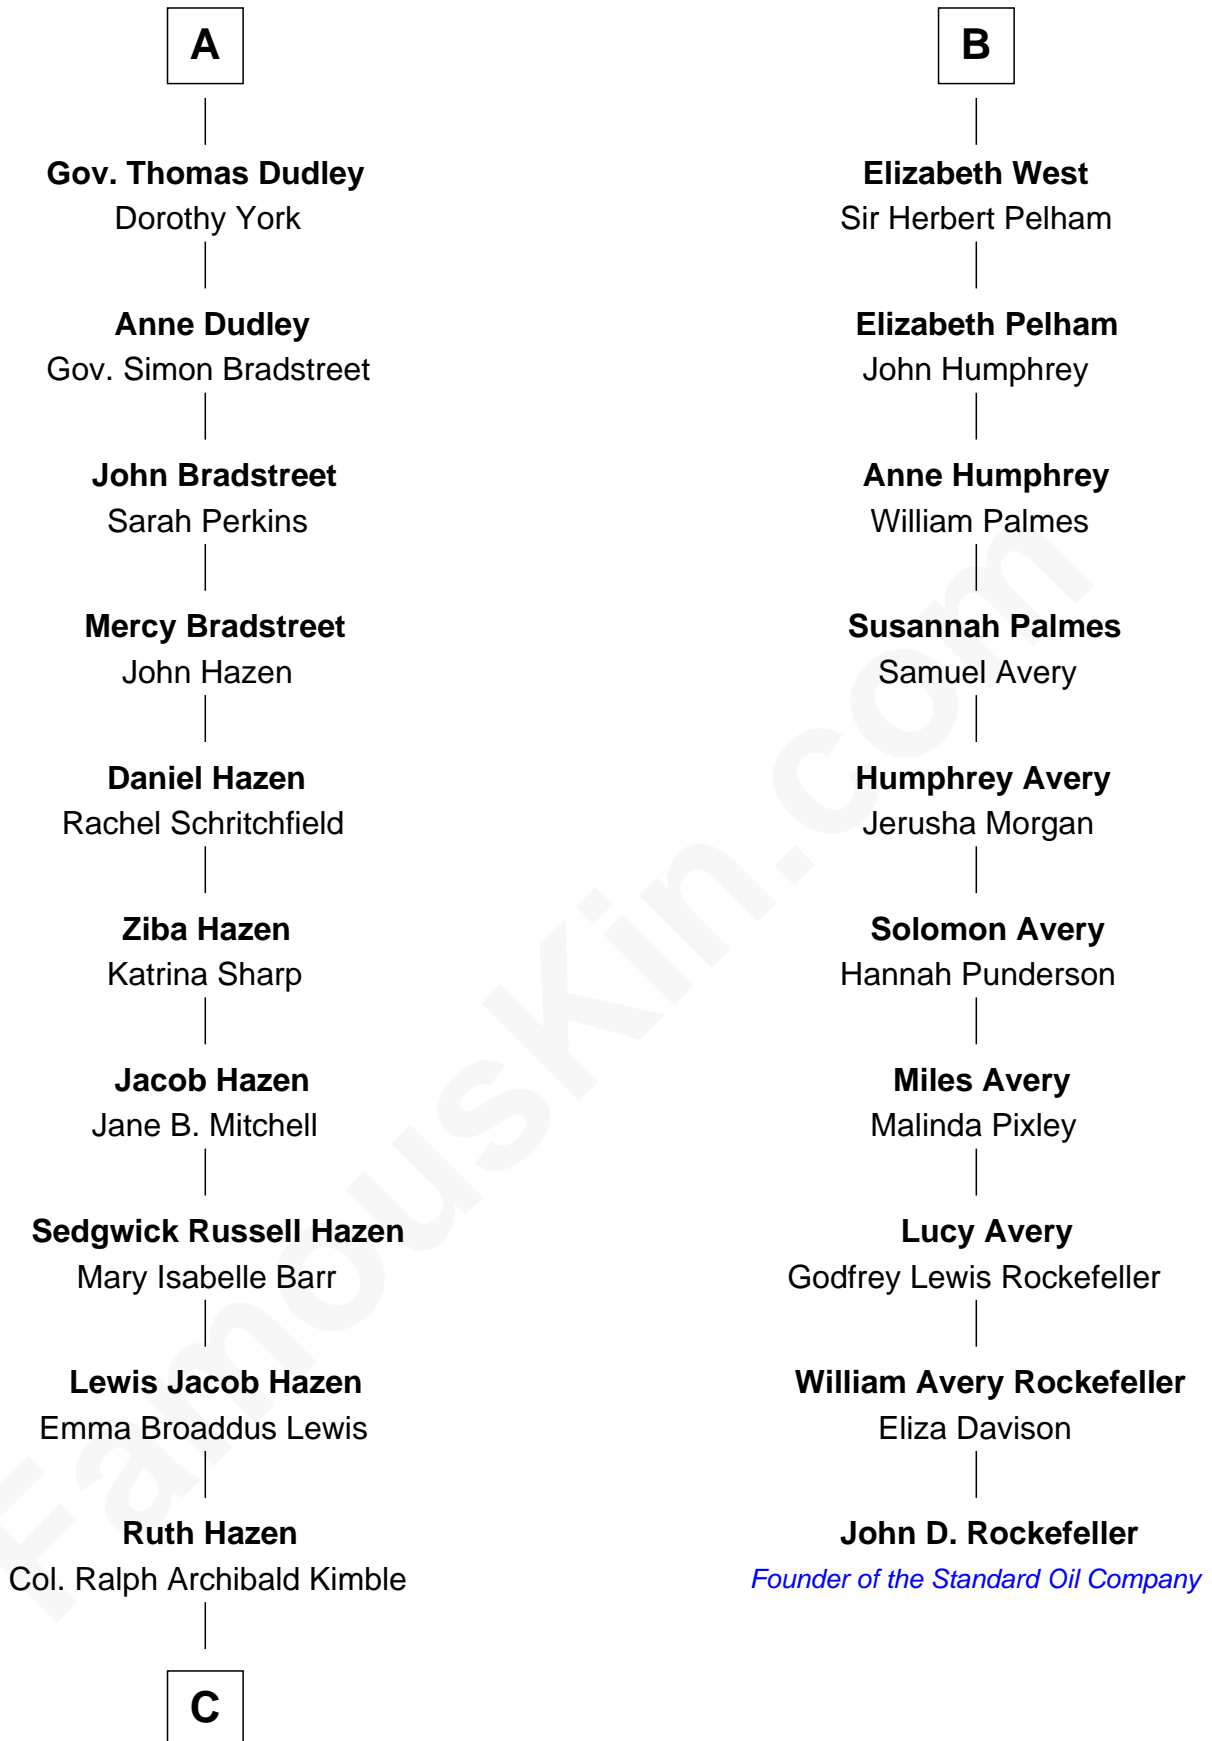 A
Gov. Thomas Dudley
Dorothy York
Anne Dudley
Gov. Simon Bradstreet
John Bradstreet
Sarah Perkins
Mercy Bradstreet
John Hazen
Daniel Hazen
Rachel Schritchfield
Ziba Hazen
Katrina Sharp
Jacob Hazen
Jane B. Mitchell
Sedgwick Russell Hazen
Mary Isabelle Barr
Lewis Jacob Hazen
Emma Broaddus Lewis
Ruth Hazen
Col. Ralph Archibald Kimble
C
B
Elizabeth West
Sir Herbert Pelham
Elizabeth Pelham
John Humphrey
Anne Humphrey
William Palmes
Susannah Palmes
Samuel Avery
Humphrey Avery
Jerusha Morgan
Solomon Avery
Hannah Punderson
Miles Avery
Malinda Pixley
Lucy Avery
Godfrey Lewis Rockefeller
William Avery Rockefeller
Eliza Davison
John D. Rockefeller
Founder of the Standard Oil Company
FamousKin.com